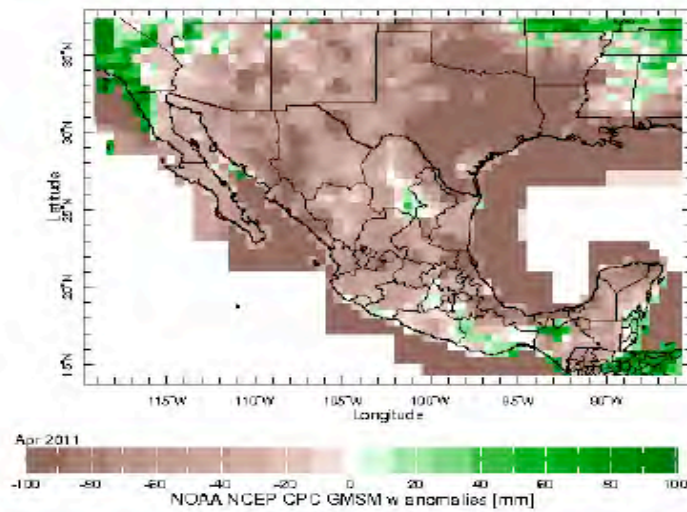 35°N
30°N
25°N
20°N
15°N
Latitude
115°W 110°W 105°W 100°W 95°W 90°W
Longitude
Apr 2011
-100 -80 -60 -40 -20 0 20 40 60 80 100
NOAA NCEP CPC GMSM w anomalies [mm]